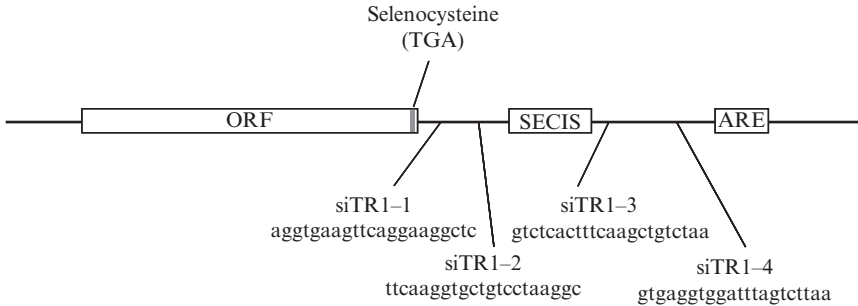 Selenocysteine
(TGA)
ORF
SECIS
ARE
siTR1–1
aggtgaagttcaggaaggctc
siTR1–2
ttcaaggtgctgtcctaaggc
siTR1–3
gtctcactttcaagctgtctaa
siTR1–4
gtgaggtggatttagtcttaa